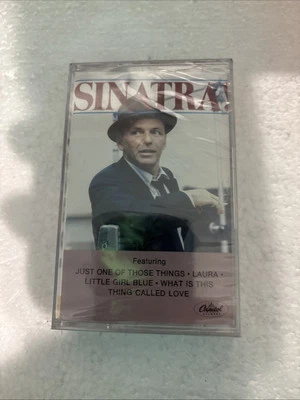 SINATRA!
Featuring
JUST ONE OF THOSE THINGS • LAURA •
LITTLE GIRL BLUE • WHAT IS THIS
THING CALLED LOVE
Capitol